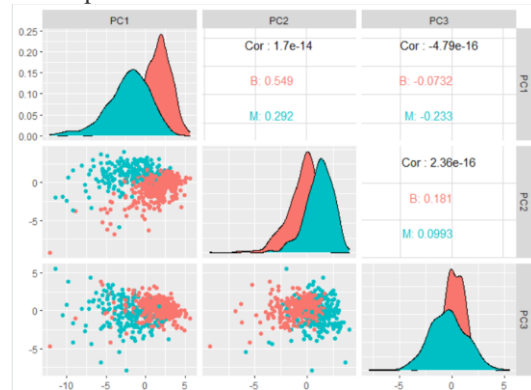 PC1 PC2 PC3
0.25
0.20
0.15
0.10
0.05
0.00
Cor : 1.7e-14
B: 0.549
M: 0.292
Cor : -4.79e-16
B: -0.0732
M: -0.233
PC1
0
-5
Cor : 2.36e-16
B: 0.181
M: 0.0993
PC2
5
0
-5
PC3
-10 -5 0 5
-5 0
-5 0 5